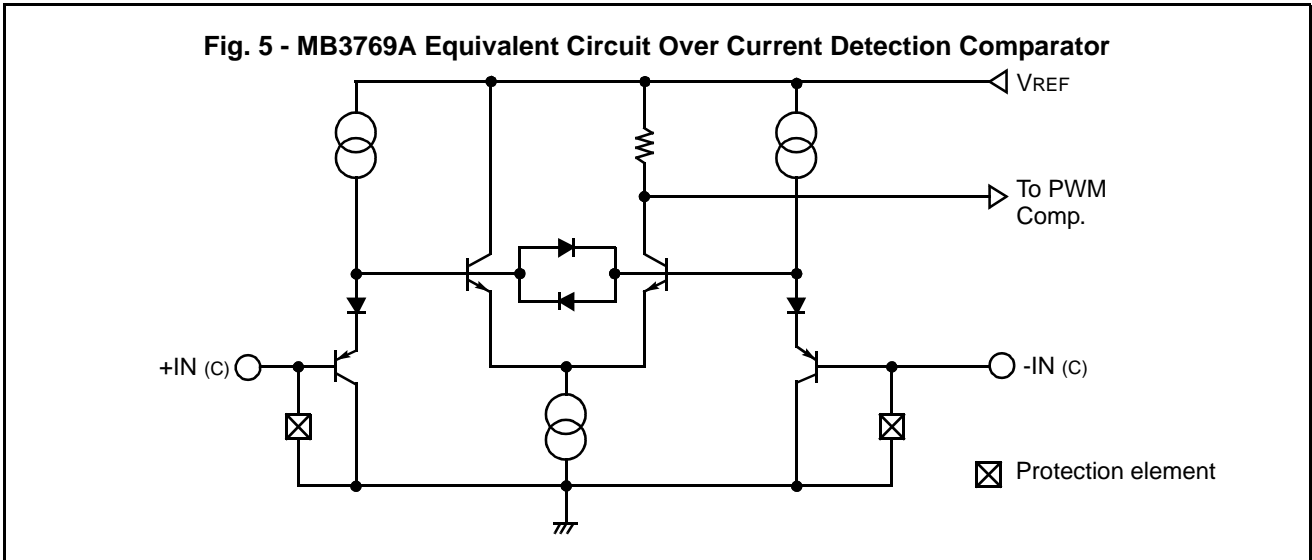 Fig. 5 - MB3769A Equivalent Circuit Over Current Detection Comparator
VREF
To PWM
Comp.
+IN (C)
-IN (C)
Protection element